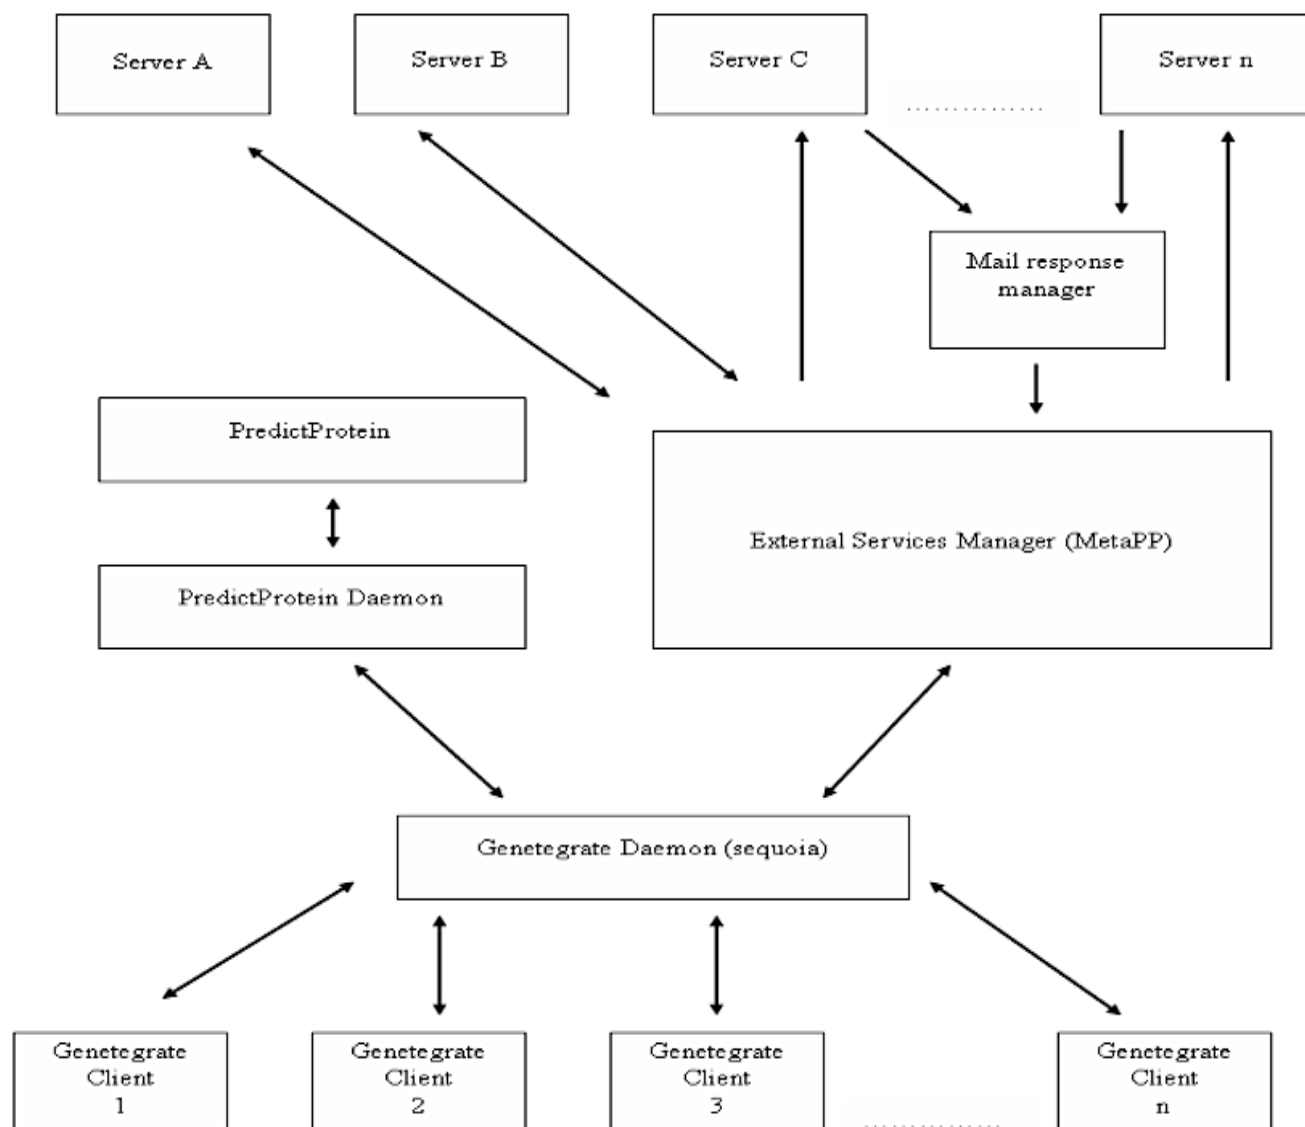 Server A
Server B
Server C
Server n
................
Mail response
manager
PredictProtein
External Services Manager (MetaPP)
PredictProtein Daemon
Genetegrate Daemon (sequoia)
Genetegrate
Client
1
Genetegrate
Client
2
Genetegrate
Client
3
................
Genetegrate
Client
n